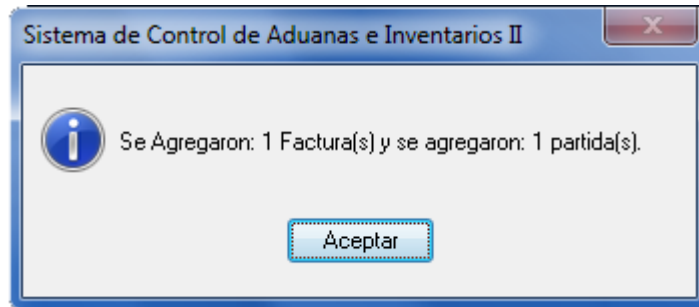 Sistema de Control de Aduanas e Inventarios II
Se Agregaron: 1 Factura(s) y se agregaron: 1 partida(s).
Aceptar